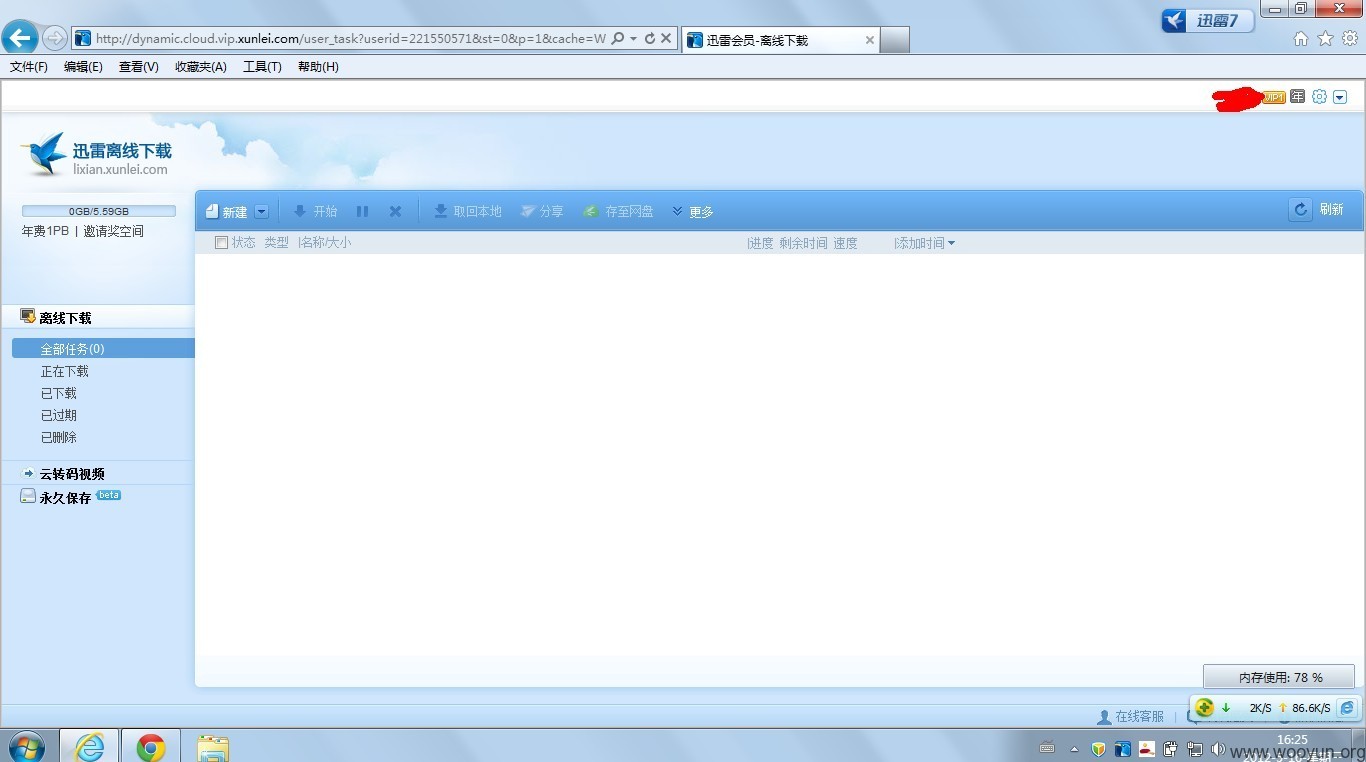 迅雷7
http://dynamic.cloud.vip.xunlei.com/user_task?userid=221550571&st=0&p=1&cache=W
迅雷会员-离线下载
文件(F) 编辑(E) 查看(V) 收藏夹(A) 工具(T) 帮助(H)
年
迅雷离线下载
lixian.xunlei.com
0GB/5.59GB
年费1PB | 邀请奖空间
新建 开始 取回本地 分享 存至网盘 更多 刷新
状态 类型 名称/大小 进度 剩余时间 速度 添加时间
离线下载
全部任务(0)
正在下载
已下载
已过期
已删除
云转码视频
永久保存 beta
内存使用: 78 %
在线客服
2K/S 86.6K/S
16:25
www.wooyun.org